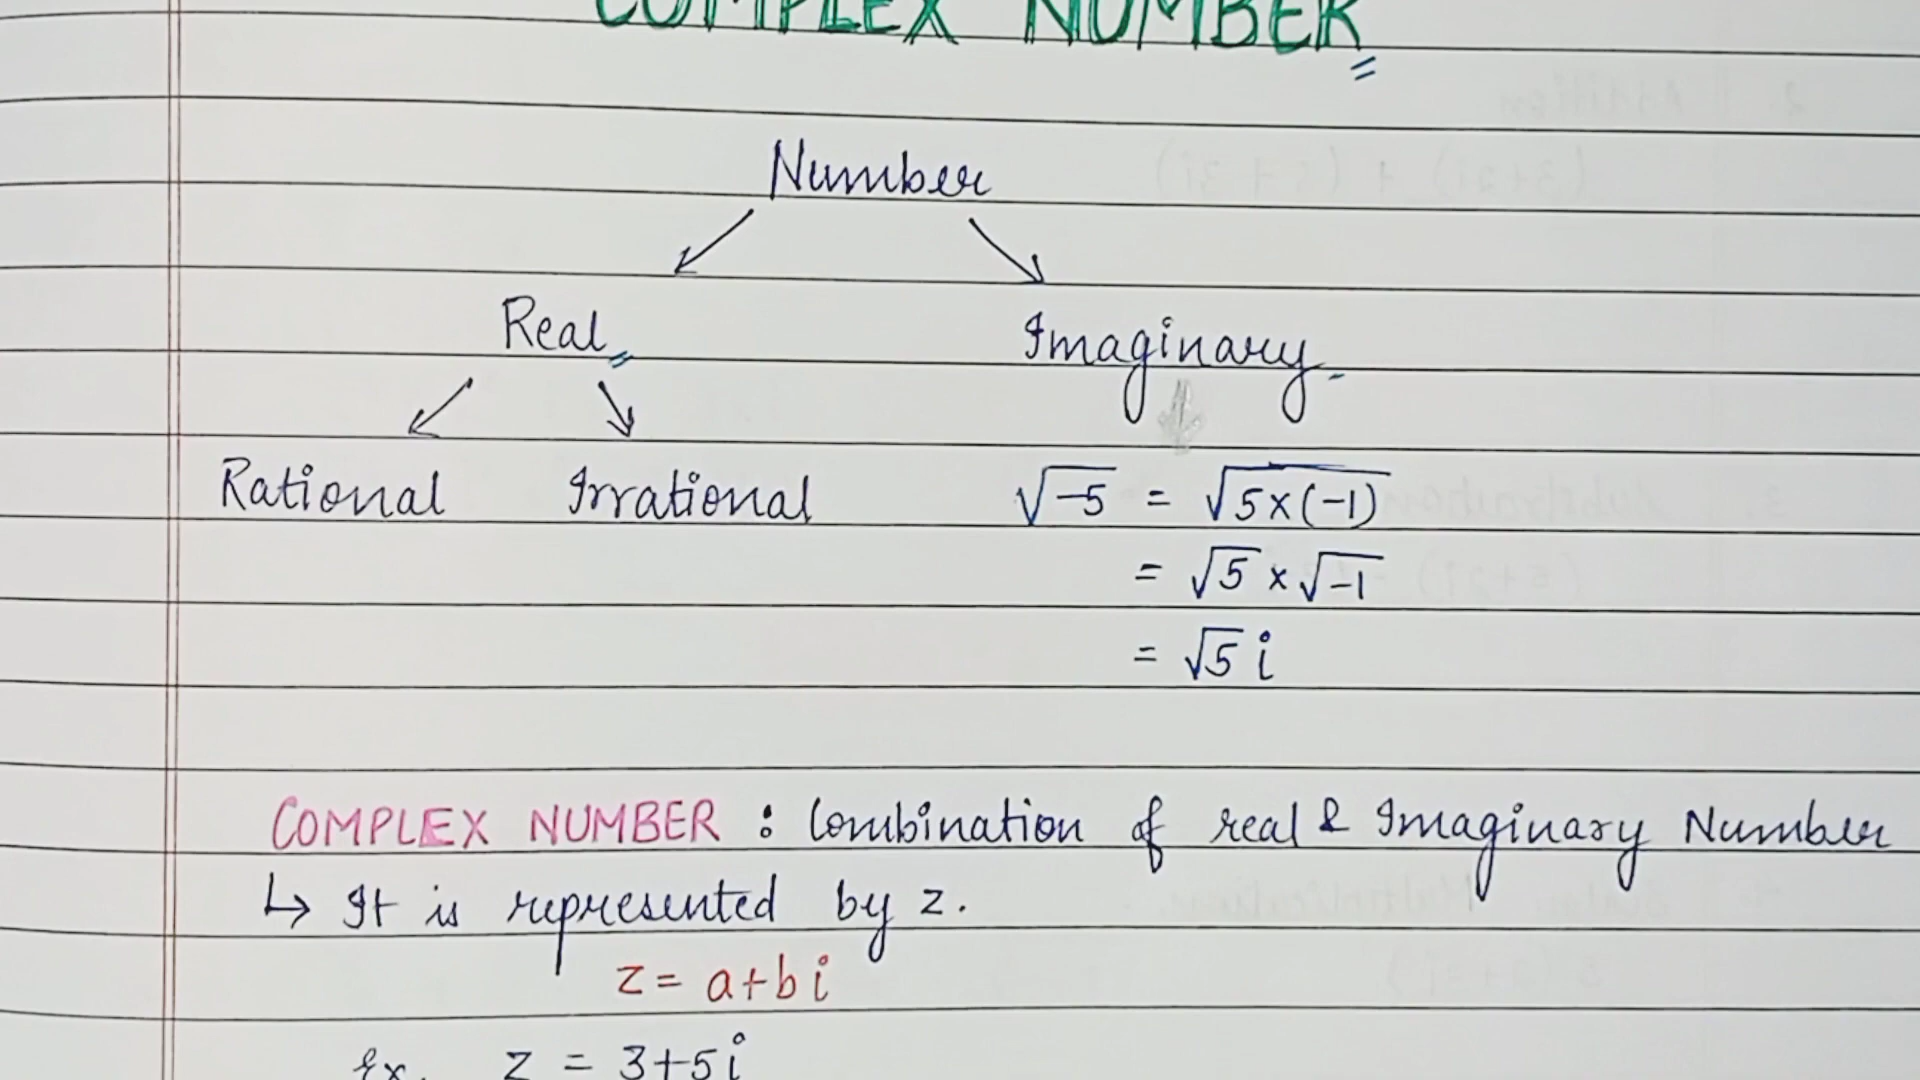 COMPLEX NUMBER
Number
Real Imaginary
Rational Irrational √-5 = √5×(-1)
= √5 × √-1
= √5 i
COMPLEX NUMBER : Combination of real & Imaginary Number
↳ It is represented by z.
z = a+bi
Ex. z = 3+5i